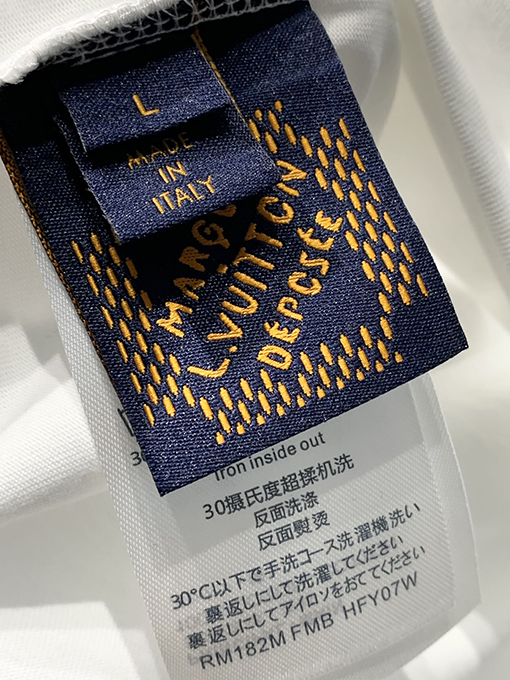 L
MADE
IN
ITALY
L.VUITTON
DEPOSÉE
Iron inside out
30摄氏度超揉机洗
反面洗涤
反面熨烫
30°C以下で手洗コース洗濯機洗い
裏返しにして洗濯してください
裏返しにしてアイロンをおてください
RM182M FMB HFY07W